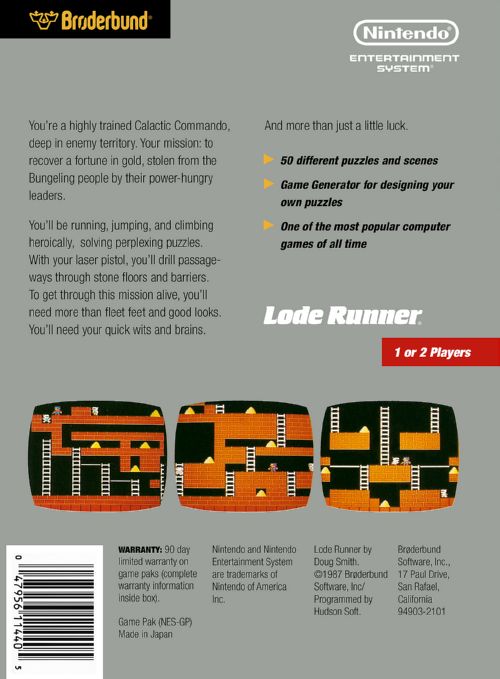 Brøderbund
Nintendo®
ENTERTAINMENT
SYSTEM®
You're a highly trained Calactic Commando,
deep in enemy territory. Your mission: to
recover a fortune in gold, stolen from the
Bungeling people by their power-hungry
leaders.
You'll be running, jumping, and climbing
heroically, solving perplexing puzzles.
With your laser pistol, you'll drill passage-
ways through stone floors and barriers.
To get through this mission alive, you'll
need more than fleet feet and good looks.
You'll need your quick wits and brains.
And more than just a little luck.
50 different puzzles and scenes
Game Generator for designing your
own puzzles
One of the most popular computer
games of all time
Lode Runner®
1 or 2 Players
0 47956 11440 5
WARRANTY: 90 day
limited warranty on
game paks (complete
warranty information
inside box).
Game Pak (NES-GP)
Made in Japan
Nintendo and Nintendo
Entertainment System
are trademarks of
Nintendo of America
Inc.
Lode Runner by
Doug Smith.
©1987 Brøderbund
Software, Inc/
Programmed by
Hudson Soft.
Brøderbund
Software, Inc.,
17 Paul Drive,
San Rafael,
California
94903-2101